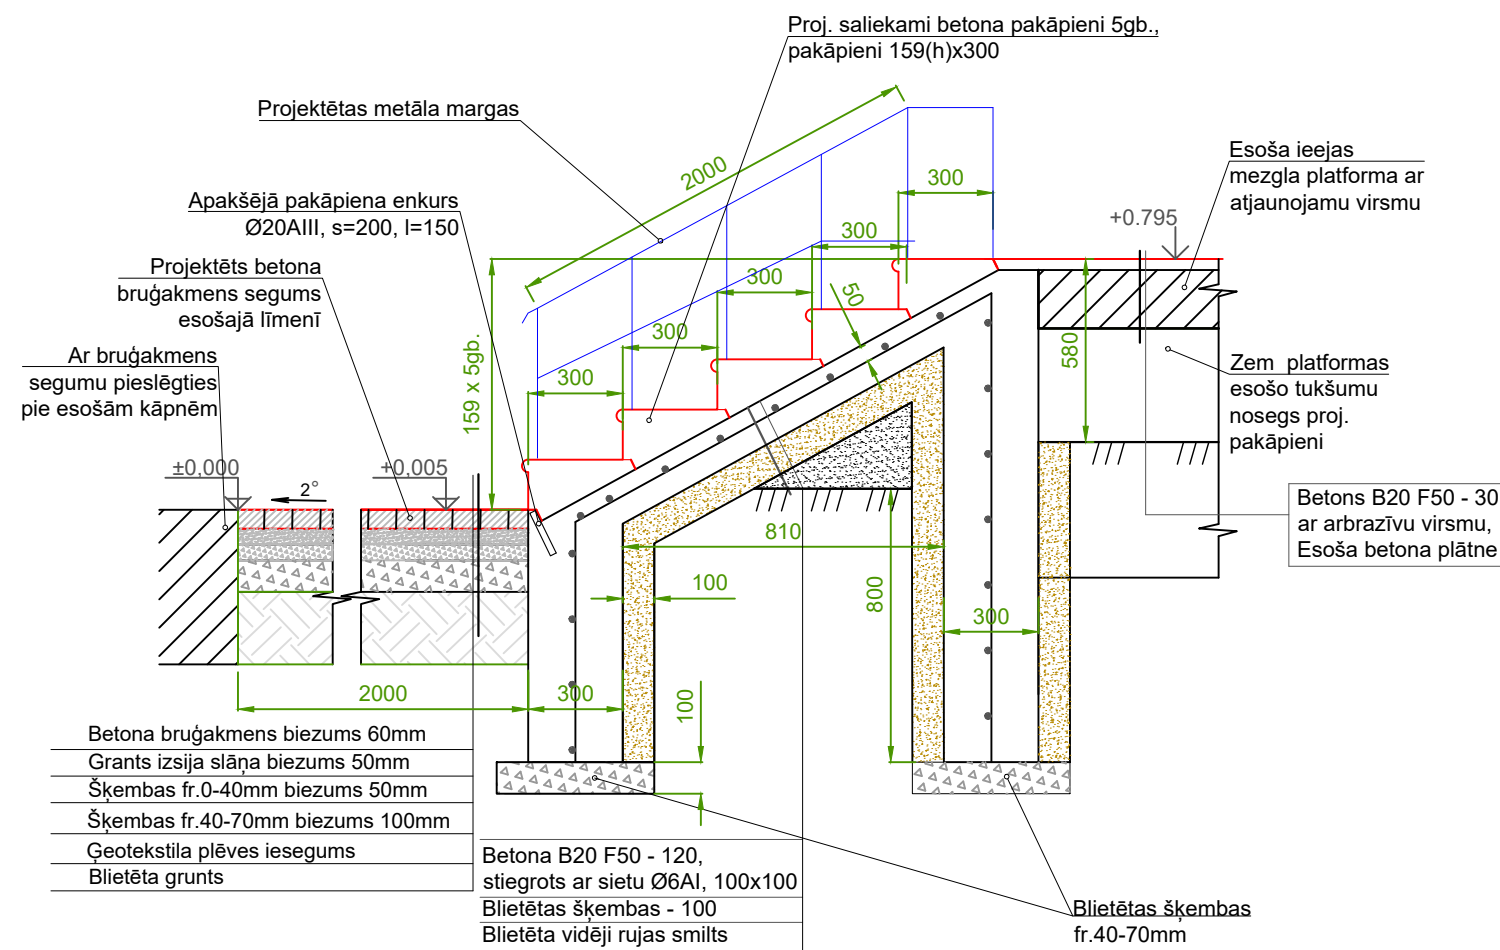 Proj. saliekami betona pakāpieni 5gb.,
pakāpieni 159(h)x300
Projektētas metāla margas
Esoša ieejas
mezgla platforma ar
atjaunojamu virsmu
2000
300
Apakšējā pakāpiena enkurs
Ø20AIII, s=200, l=150
+0.795
300
Projektēts betona
bruģakmens segums
esošajā līmenī
300
50
300
580
159 x 5gb.
Ar bruģakmens
segumu pieslēgties
pie esošām kāpnēm
Zem platformas
esošo tukšumu
nosegs proj.
pakāpieni
300
±0,000
+0,005
2°
Betons B20 F50 - 30
ar arbrazīvu virsmu,
Esoša betona plātne
810
100
800
300
2000
300
100
Betona bruģakmens biezums 60mm
Grants izsija slāņa biezums 50mm
Šķembas fr.0-40mm biezums 50mm
Šķembas fr.40-70mm biezums 100mm
Ģeotekstila plēves iesegums
Blietēta grunts
Betona B20 F50 - 120,
stiegrots ar sietu Ø6AI, 100x100
Blietētas šķembas - 100
Blietēta vidēji rujas smilts
Blietētas šķembas
fr.40-70mm